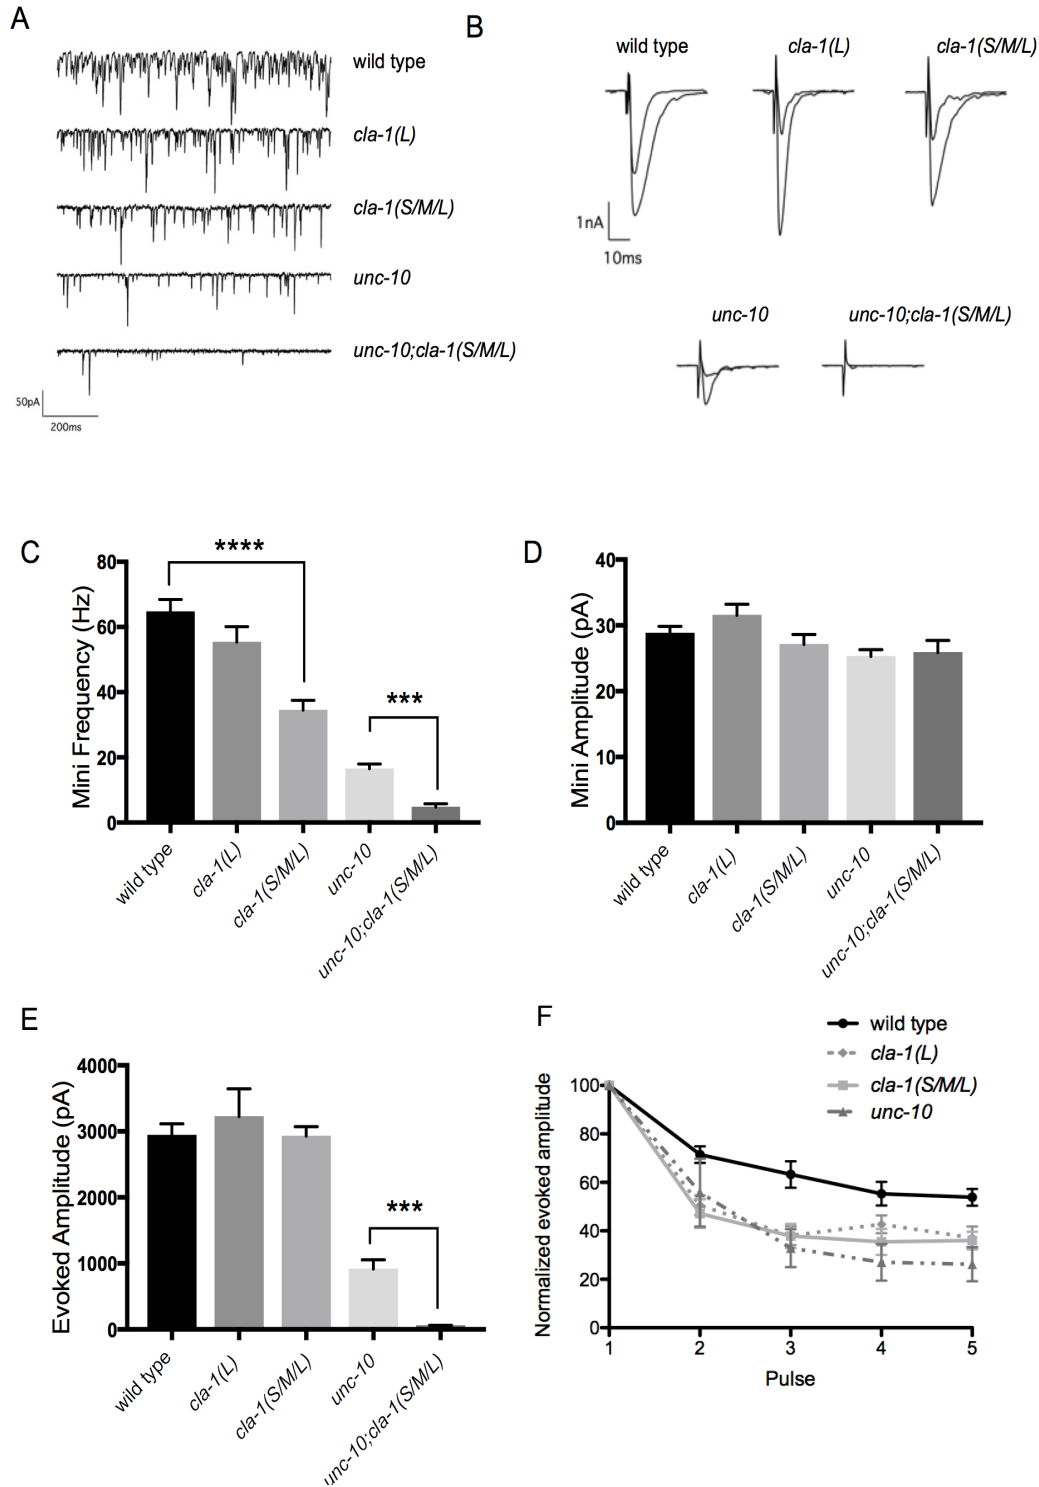 A
wild type
cla-1(L)
cla-1(S/M/L)
unc-10
unc-10;cla-1(S/M/L)
50pA
200ms
B
wild type
cla-1(L)
cla-1(S/M/L)
1nA
10ms
unc-10
unc-10;cla-1(S/M/L)
C
Mini Frequency (Hz)
80
60
40
20
0
****
***
wild type
cla-1(L)
cla-1(S/M/L)
unc-10
unc-10;cla-1(S/M/L)
D
Mini Amplitude (pA)
40
30
20
10
0
wild type
cla-1(L)
cla-1(S/M/L)
unc-10
unc-10;cla-1(S/M/L)
E
Evoked Amplitude (pA)
4000
3000
2000
1000
0
***
wild type
cla-1(L)
cla-1(S/M/L)
unc-10
unc-10;cla-1(S/M/L)
F
wild type
cla-1(L)
cla-1(S/M/L)
unc-10
Normalized evoked amplitude
100
80
60
40
20
0
1
2
3
4
5
Pulse